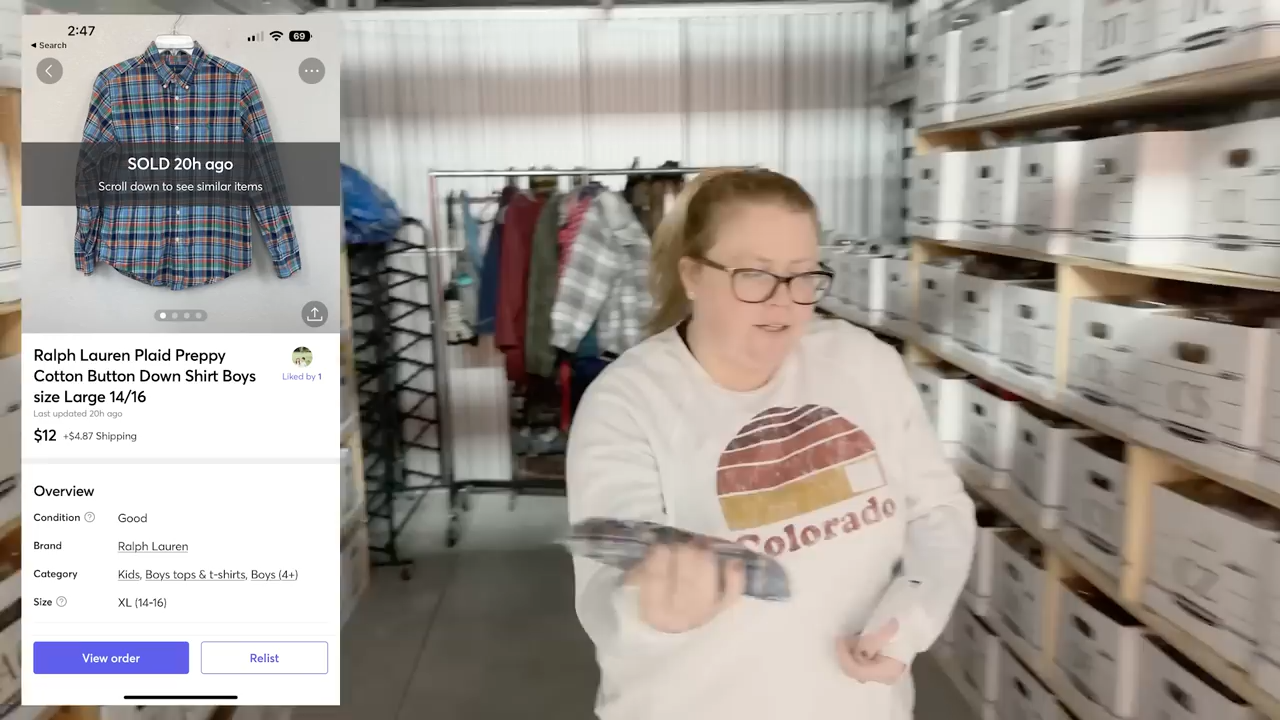 2:47
Search
69
SOLD 20h ago
Scroll down to see similar items
Ralph Lauren Plaid Preppy
Cotton Button Down Shirt Boys
size Large 14/16
Liked by 1
Last updated 20h ago
$12 +$4.87 Shipping
Overview
Condition ? Good
Brand Ralph Lauren
Category Kids, Boys tops & t-shirts, Boys (4+)
Size ? XL (14-16)
View order
Relist
Colorado
CS
CZ